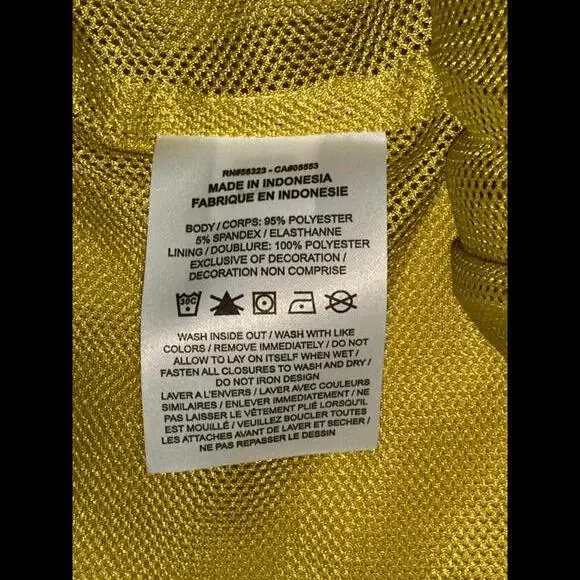 RN#56323 - CA#05553
MADE IN INDONESIA
FABRIQUE EN INDONESIE
BODY / CORPS: 95% POLYESTER
5% SPANDEX / ELASTHANNE
LINING / DOUBLURE: 100% POLYESTER
EXCLUSIVE OF DECORATION /
DECORATION NON COMPRISE
30C
WASH INSIDE OUT / WASH WITH LIKE
COLORS / REMOVE IMMEDIATELY / DO NOT
ALLOW TO LAY ON ITSELF WHEN WET /
FASTEN ALL CLOSURES TO WASH AND DRY /
DO NOT IRON DESIGN
LAVER A L'ENVERS / LAVER AVEC COULEURS
SIMILAIRES / ENLEVER IMMÉDIATEMENT / NE
PAS LAISSER LE VÊTEMENT PLIÉ LORSQU'IL
EST MOUILLÉ / VEUILLEZ BOUCLER TOUTES
LES ATTACHES AVANT DE LAVER ET SECHER /
NE PAS REPASSER LE DESSIN